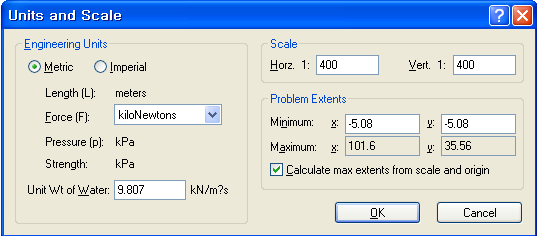 Units and Scale
Engineering Units
Metric
Imperial
Length (L): meters
Force (F): kiloNewtons
Pressure (p): kPa
Strength: kPa
Unit Wt of Water: 9.807 kN/m?s
Scale
Horz. 1: 400 Vert. 1: 400
Problem Extents
Minimum: x: -5.08 y: -5.08
Maximum: x: 101.6 y: 35.56
Calculate max extents from scale and origin
OK
Cancel